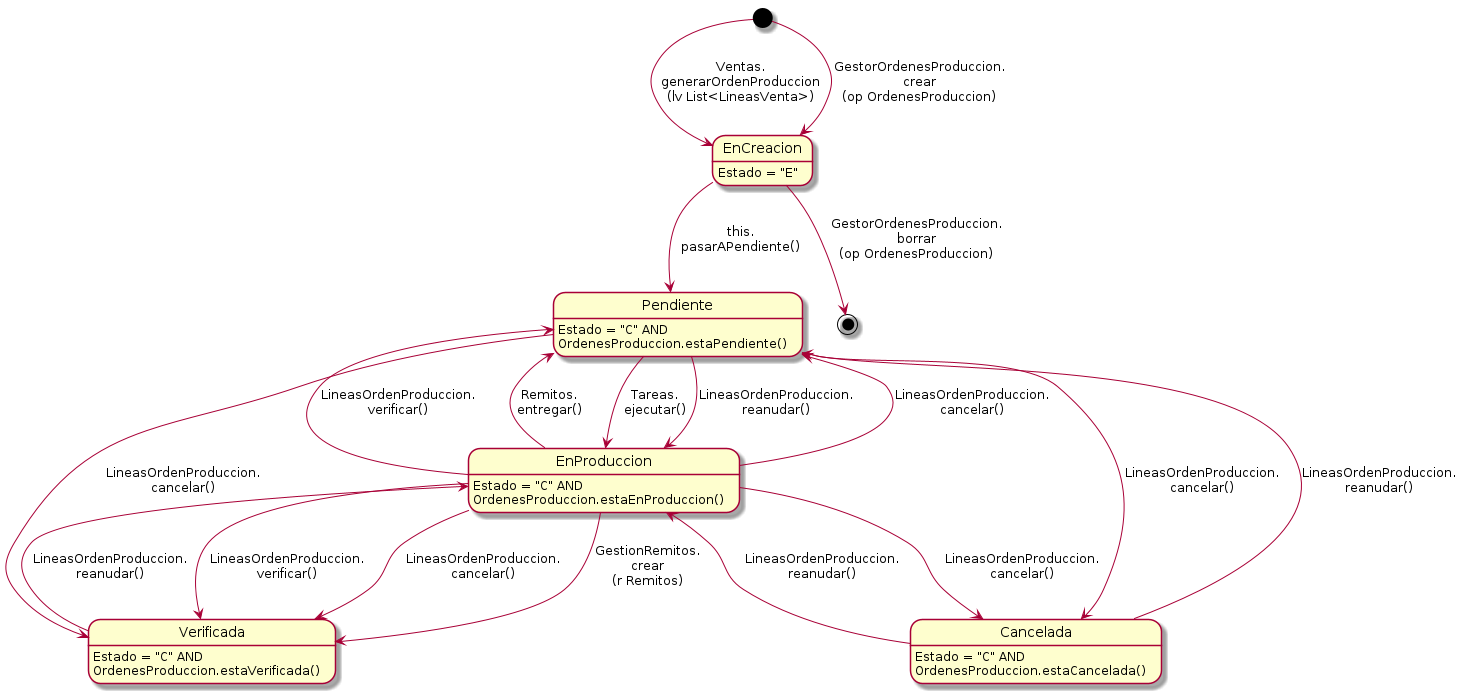 Ventas.
generarOrdenProduccion
(lv List<LineasVenta>)
GestorOrdenesProduccion.
crear
(op OrdenesProduccion)
EnCreacion
Estado = "E"
this.
pasarAPendiente()
GestorOrdenesProduccion.
borrar
(op OrdenesProduccion)
Pendiente
Estado = "C" AND
OrdenesProduccion.estaPendiente()
LineasOrdenProduccion.
verificar()
Remitos.
entregar()
Tareas.
ejecutar()
LineasOrdenProduccion.
reanudar()
LineasOrdenProduccion.
cancelar()
EnProduccion
Estado = "C" AND
OrdenesProduccion.estaEnProduccion()
LineasOrdenProduccion.
cancelar()
LineasOrdenProduccion.
cancelar()
LineasOrdenProduccion.
reanudar()
LineasOrdenProduccion.
reanudar()
LineasOrdenProduccion.
verificar()
LineasOrdenProduccion.
cancelar()
GestionRemitos.
crear
(r Remitos)
LineasOrdenProduccion.
reanudar()
LineasOrdenProduccion.
cancelar()
Verificada
Estado = "C" AND
OrdenesProduccion.estaVerificada()
Cancelada
Estado = "C" AND
OrdenesProduccion.estaCancelada()